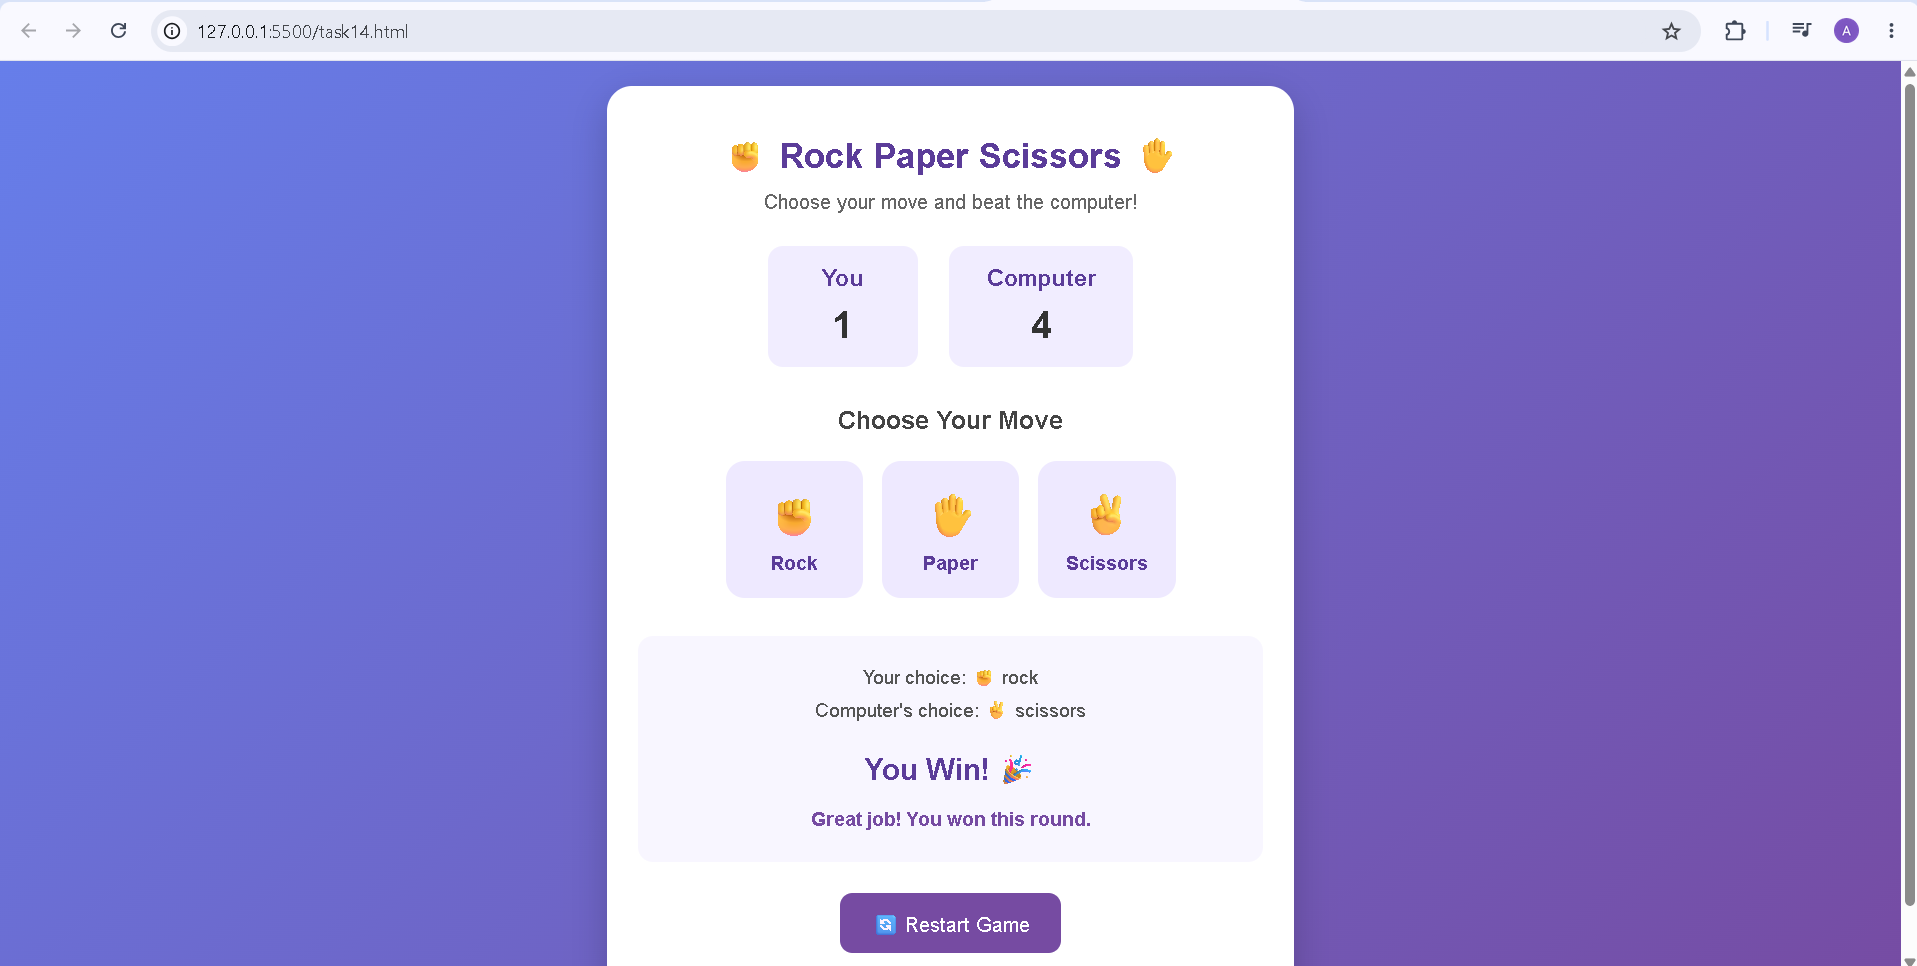 127.0.0.1:5500/task14.html
A
✊ Rock Paper Scissors ✋
Choose your move and beat the computer!
You
1
Computer
4
Choose Your Move
✊
Rock
✋
Paper
✌️
Scissors
Your choice: ✊ rock
Computer's choice: ✌️ scissors
You Win! 🎉
Great job! You won this round.
🔄 Restart Game